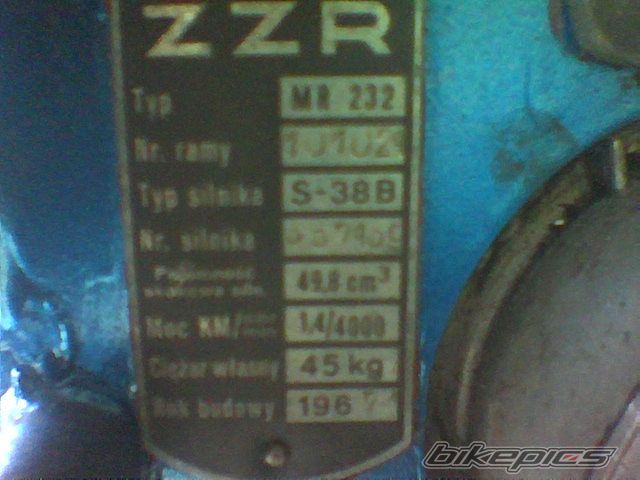 ZZR
Typ MR 232
Nr. ramy
Typ silnika S-38B
Nr. silnika
Pojemność 49,8 cm³
Moc KM/ 1,4/4000
Ciężar własny 45 kg
Rok budowy
bikepics